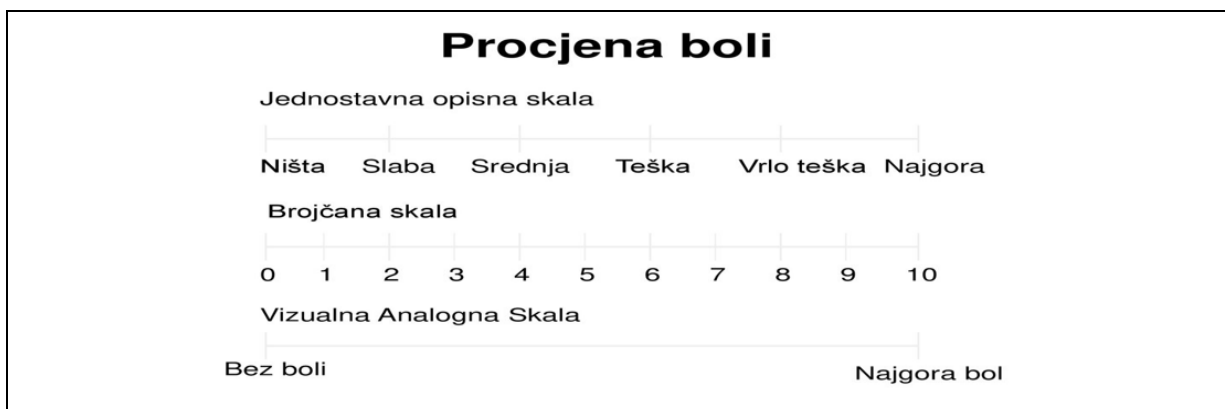 Procjena boli
Jednostavna opisna skala
Ništa Slaba Srednja Teška Vrlo teška Najgora
Brojčana skala
0 1 2 3 4 5 6 7 8 9 10
Vizualna Analogna Skala
Bez boli Najgora bol